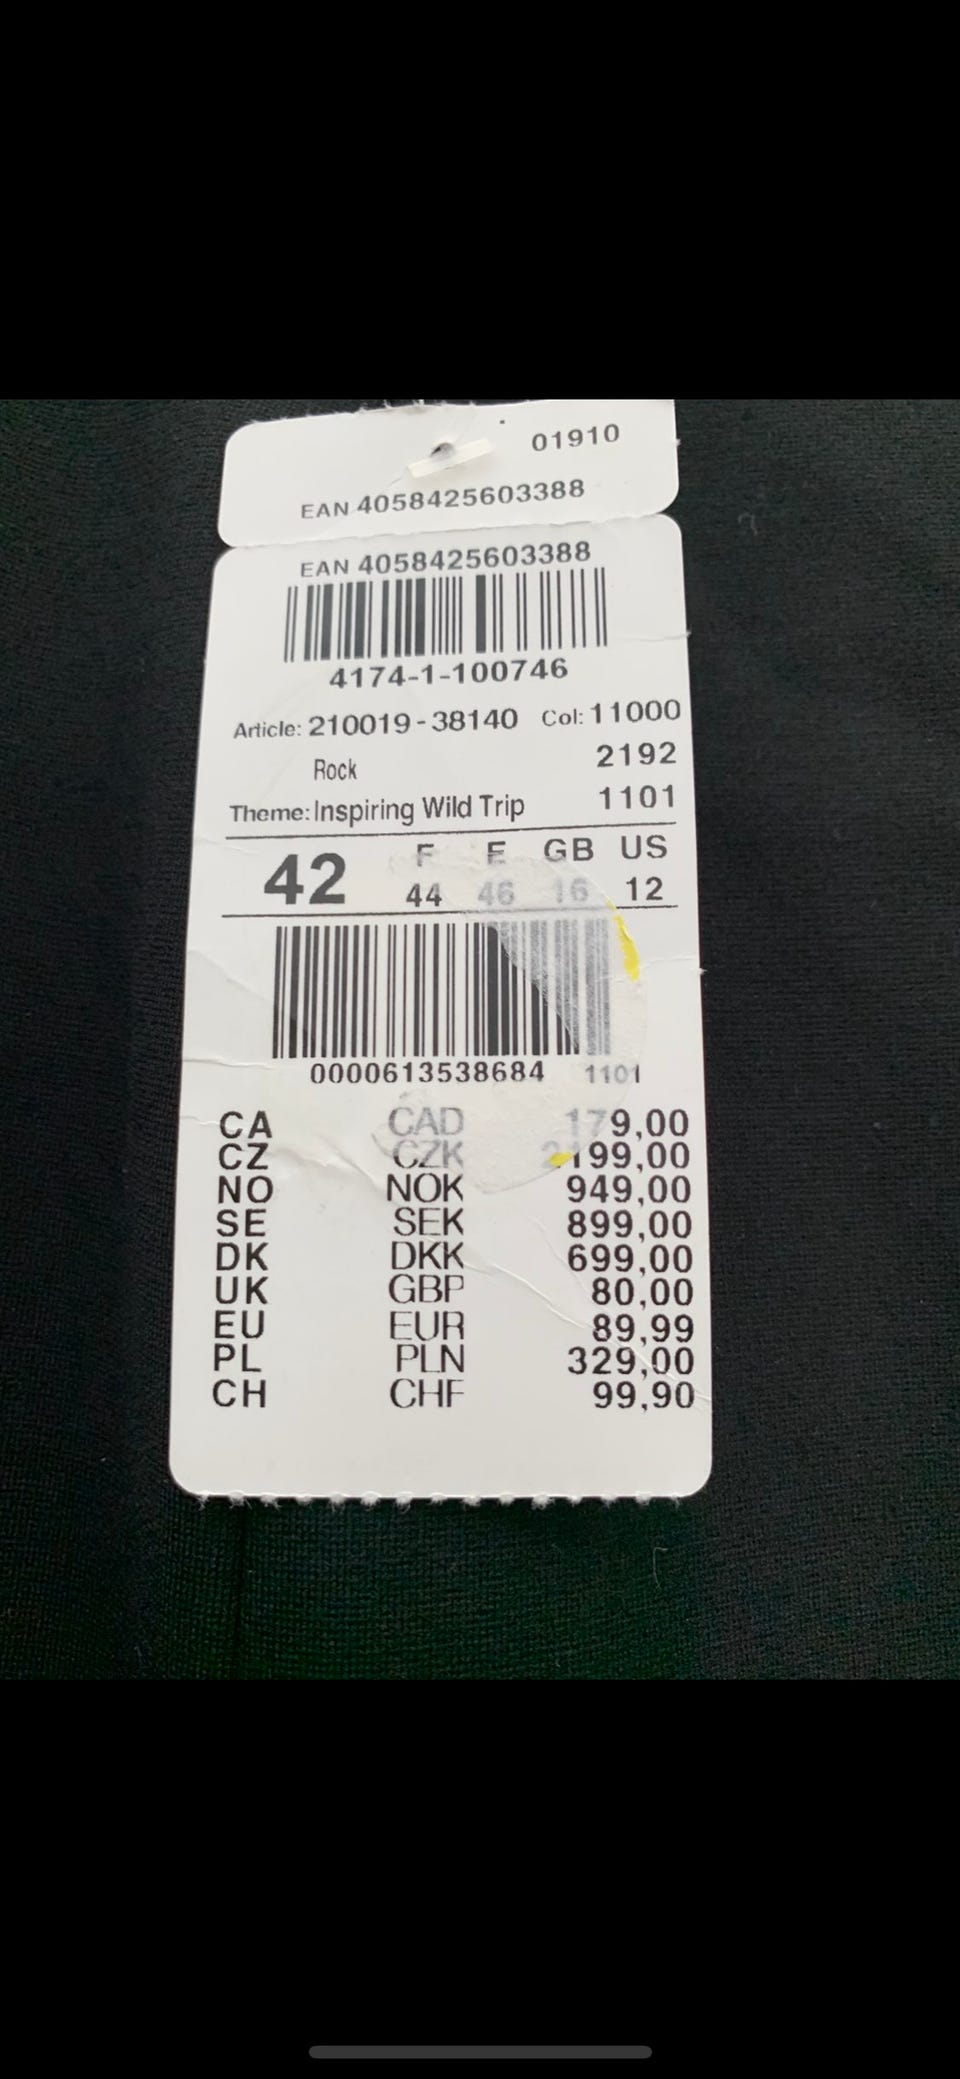 01910
EAN 4058425603388
EAN 4058425603388
4174-1-100746
Article: 210019-38140 Col: 11000
Rock 2192
Theme: Inspiring Wild Trip 1101
F E GB US
42 44 46 16 12
0000613538684 1101
CA CAD 179,00
CZ CZK 2199,00
NO NOK 949,00
SE SEK 899,00
DK DKK 699,00
UK GBP 80,00
EU EUR 89,99
PL PLN 329,00
CH CHF 99,90